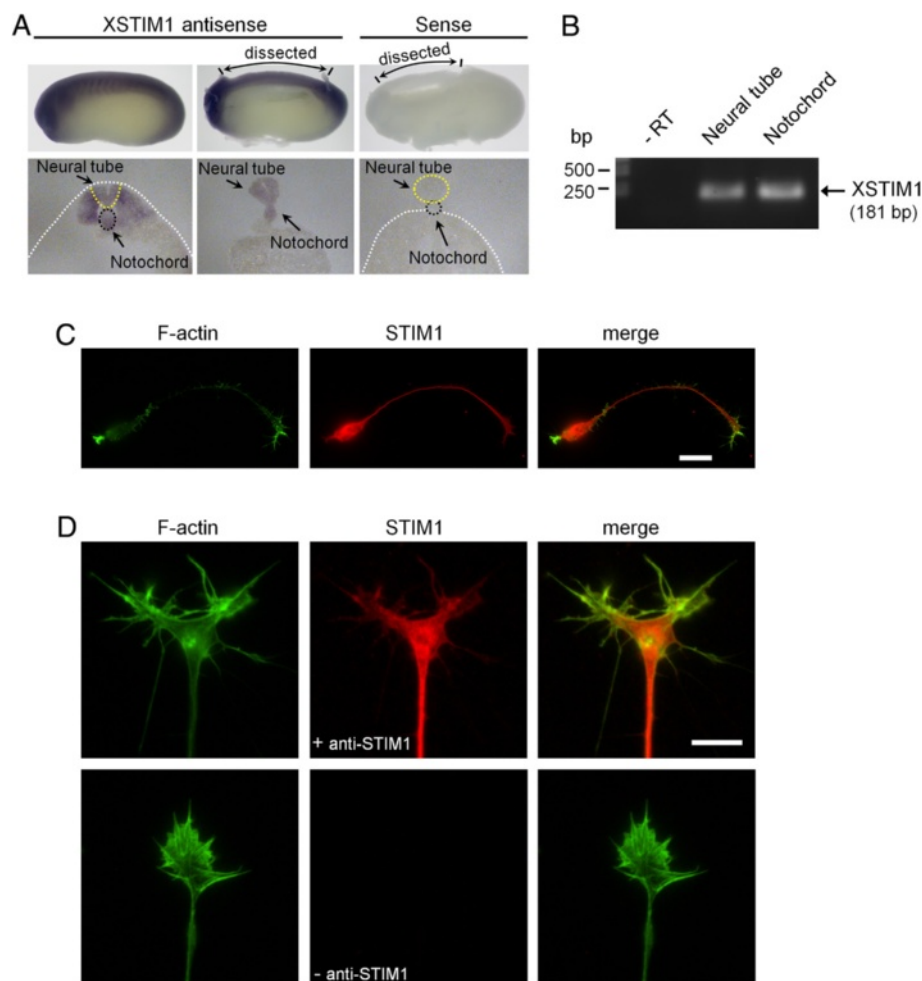 A
XSTIM1 antisense
Sense
dissected
dissected
Neural tube
Notochord
Neural tube
Notochord
Neural tube
Notochord
B
bp
- RT
Neural tube
Notochord
500
250
XSTIM1
(181 bp)
C
F-actin
STIM1
merge
D
F-actin
STIM1
merge
+ anti-STIM1
- anti-STIM1